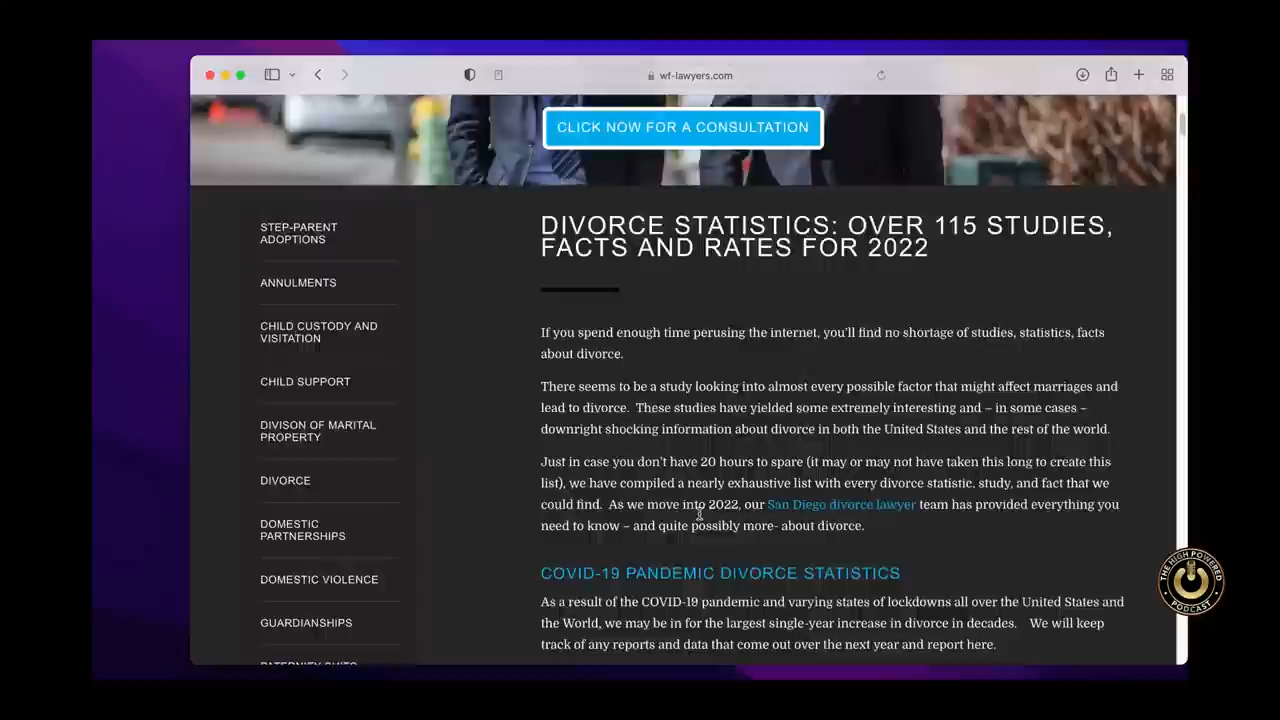 wf-lawyers.com
CLICK NOW FOR A CONSULTATION
STEP-PARENT
ADOPTIONS
ANNULMENTS
CHILD CUSTODY AND
VISITATION
CHILD SUPPORT
DIVISON OF MARITAL
PROPERTY
DIVORCE
DOMESTIC
PARTNERSHIPS
DOMESTIC VIOLENCE
GUARDIANSHIPS
PATERNITY SUITS
DIVORCE STATISTICS: OVER 115 STUDIES,
FACTS AND RATES FOR 2022
If you spend enough time perusing the internet, you’ll find no shortage of studies, statistics, facts
about divorce.
There seems to be a study looking into almost every possible factor that might affect marriages and
lead to divorce.  These studies have yielded some extremely interesting and – in some cases –
downright shocking information about divorce in both the United States and the rest of the world.
Just in case you don’t have 20 hours to spare (it may or may not have taken this long to create this
list), we have compiled a nearly exhaustive list with every divorce statistic, study, and fact that we
could find.  As we move into 2022, our San Diego divorce lawyer team has provided everything you
need to know – and quite possibly more- about divorce.
COVID-19 PANDEMIC DIVORCE STATISTICS
As a result of the COVID-19 pandemic and varying states of lockdowns all over the United States and
the World, we may be in for the largest single-year increase in divorce in decades.    We will keep
track of any reports and data that come out over the next year and report here.
THE HIGH POWERED
PODCAST